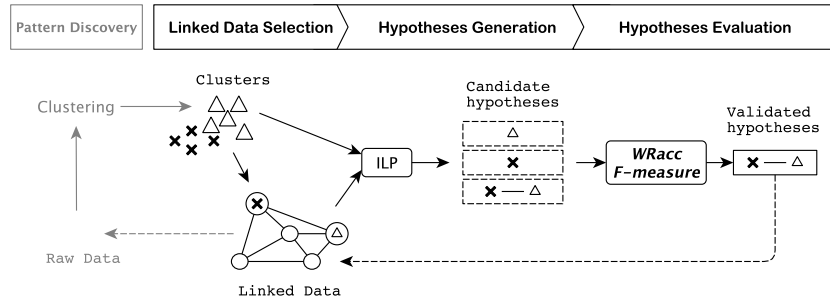 Pattern Discovery
Linked Data Selection
Hypotheses Generation
Hypotheses Evaluation
Clusters
Clustering
Candidate
hypotheses
Validated
hypotheses
ILP
WRacc
F-measure
Raw Data
Linked Data